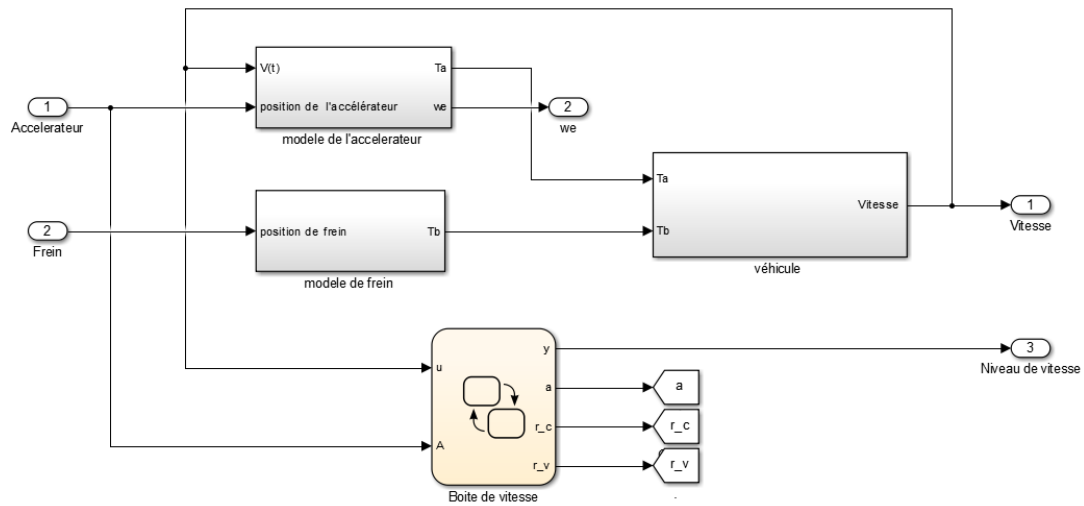 V(t)
Ta
1
position de l'accélérateur
we
2
Accelerateur
modele de l'accelerateur
we
Ta
Vitesse
1
2
position de frein
Tb
Tb
Vitesse
Frein
véhicule
modele de frein
y
3
u
Niveau de vitesse
a
a
r_c
r_c
A
r_v
r_v
Boite de vitesse